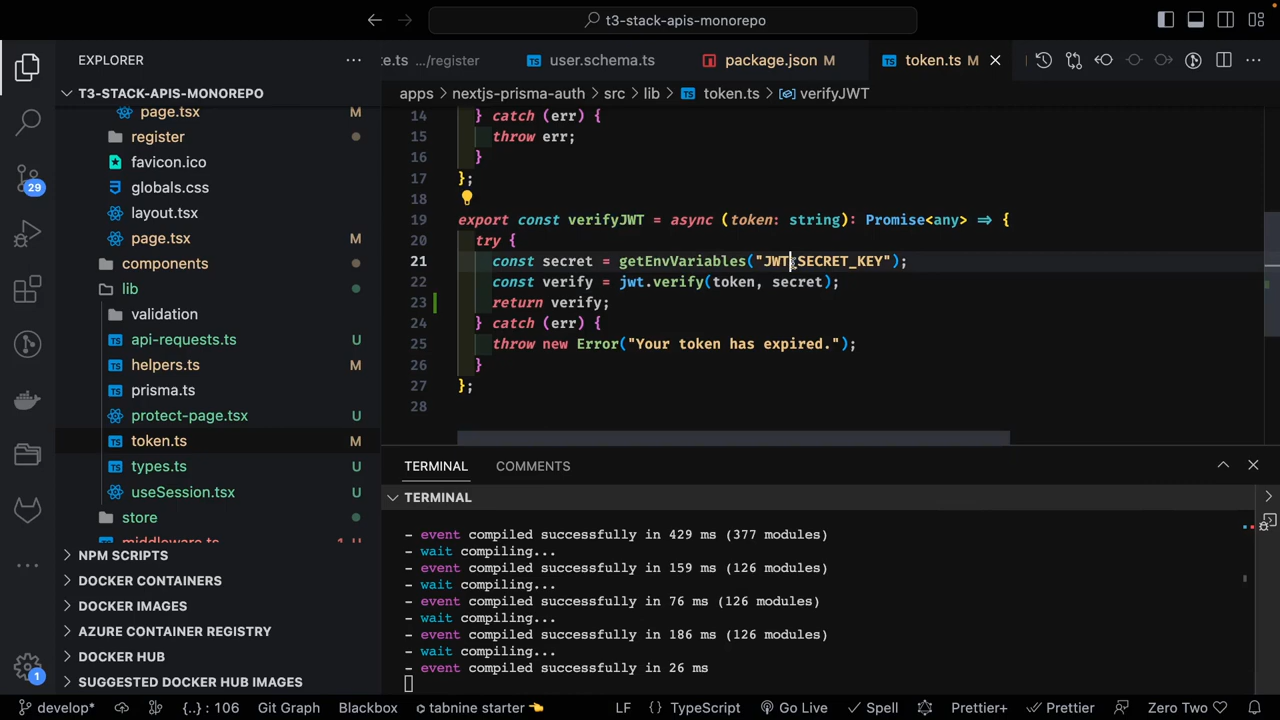 t3-stack-apis-monorepo
EXPLORER
te.ts .../register
user.schema.ts
package.json M
token.ts M
T3-STACK-APIS-MONOREPO
apps > nextjs-prisma-auth > src > lib > token.ts > verifyJWT
page.tsx M
register
favicon.ico
globals.css
layout.tsx
page.tsx M
components
lib
validation
api-requests.ts U
helpers.ts M
prisma.ts
protect-page.tsx U
token.ts M
types.ts U
useSession.tsx U
store
middleware.ts 1, M
NPM SCRIPTS
DOCKER CONTAINERS
DOCKER IMAGES
AZURE CONTAINER REGISTRY
DOCKER HUB
SUGGESTED DOCKER HUB IMAGES
29
1
14 } catch (err) {
15 throw err;
16 }
17 };
18
19 export const verifyJWT = async (token: string): Promise<any> => {
20 try {
21 const secret = getEnvVariables("JWT_SECRET_KEY");
22 const verify = jwt.verify(token, secret);
23 return verify;
24 } catch (err) {
25 throw new Error("Your token has expired.");
26 }
27 };
28
TERMINAL COMMENTS
TERMINAL
- event compiled successfully in 429 ms (377 modules)
- wait compiling...
- event compiled successfully in 159 ms (126 modules)
- wait compiling...
- event compiled successfully in 76 ms (126 modules)
- wait compiling...
- event compiled successfully in 186 ms (126 modules)
- wait compiling...
- event compiled successfully in 26 ms
develop* {..} : 106 Git Graph Blackbox tabnine starter 👈 LF {} TypeScript Go Live Spell Prettier+ Prettier Zero Two